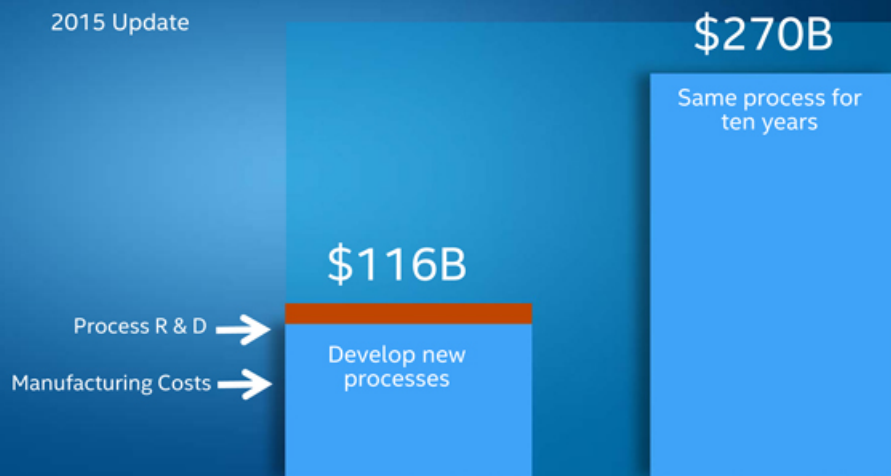 2015 Update
$270B
Same process for
ten years
$116B
Process R & D
Develop new
processes
Manufacturing Costs